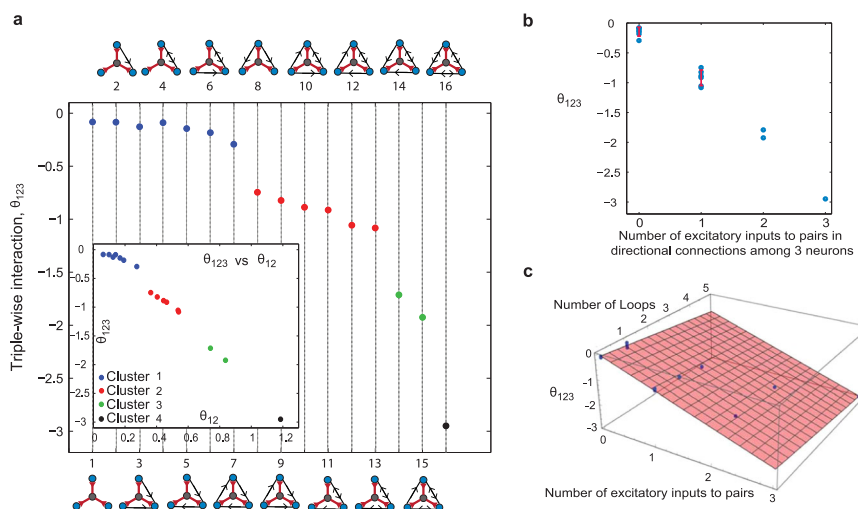 a
2 4 6 8 10 12 14 16
Triple-wise interaction, θ123
0
−0.5
−1
−1.5
−2
−2.5
−3
θ123 vs θ12
θ123
0
−0.5
−1
−1.5
−2
−2.5
−3
Cluster 1
Cluster 2
Cluster 3
Cluster 4
θ12
0 0.2 0.4 0.6 0.8 1 1.2
1 3 5 7 9 11 13 15
b
θ123
0
−0.5
−1
−1.5
−2
−2.5
−3
0 1 2 3
Number of excitatory inputs to pairs in
directional connections among 3 neurons
c
Number of Loops
1 2 3 4 5
θ123
0
-1
-2
-3
0 1 2 3
Number of excitatory inputs to pairs